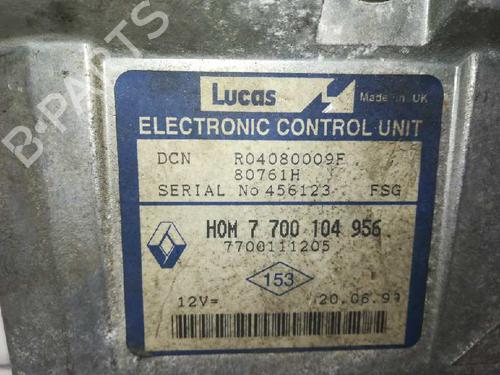 Lucas
Made in UK
ELECTRONIC CONTROL UNIT
DCN R04080009F
80761H
SERIAL No 456123 FSG
HOM 7 700 104 956
7700111205
153
12V= 20.06.99
B-PARTS